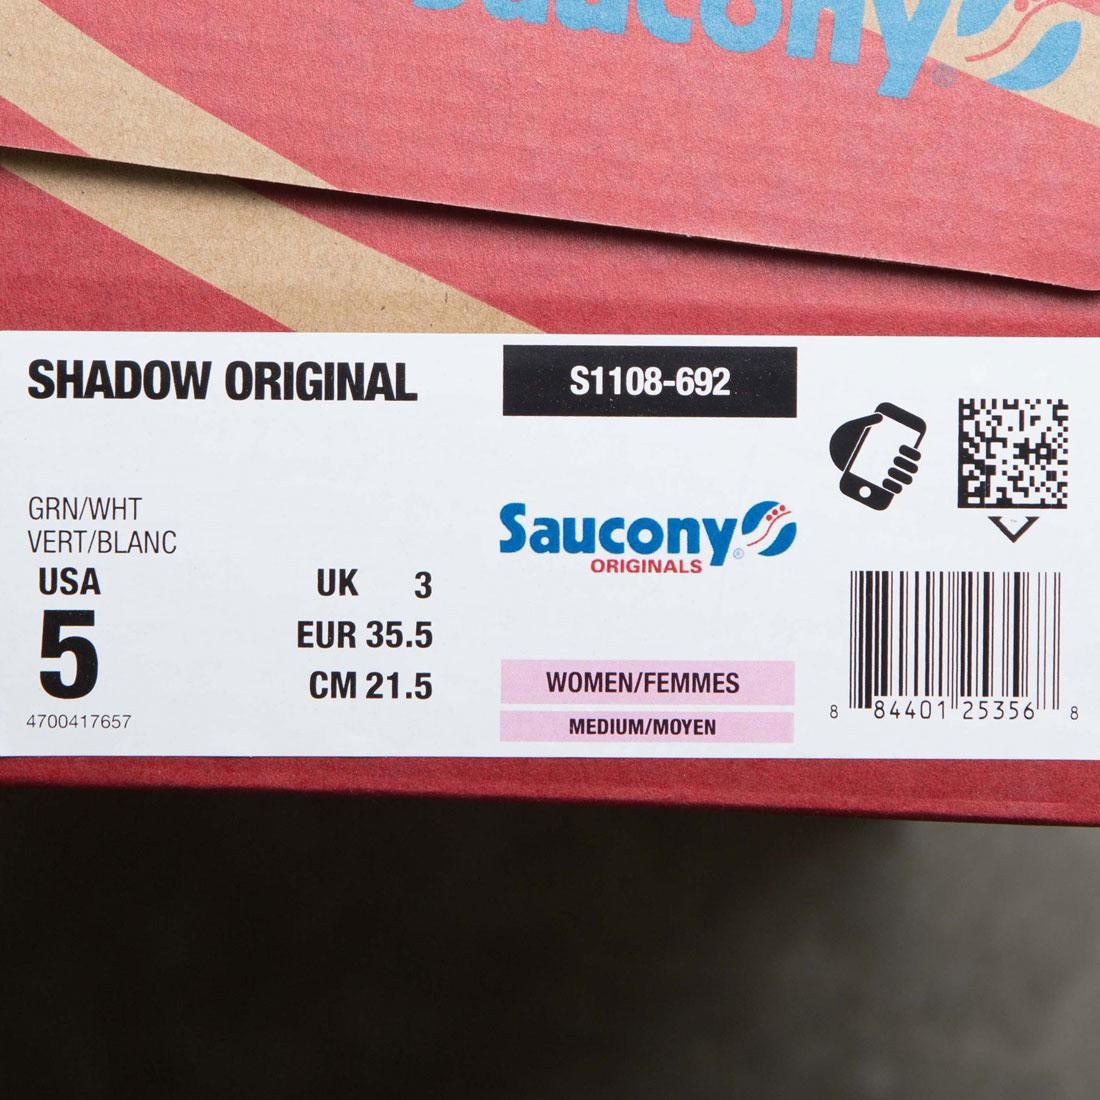 Saucony®
SHADOW ORIGINAL
S1108-692
GRN/WHT
VERT/BLANC
USA
5
4700417657
UK 3
EUR 35.5
CM 21.5
Saucony®
ORIGINALS
WOMEN/FEMMES
MEDIUM/MOYEN
8 84401 25356 8